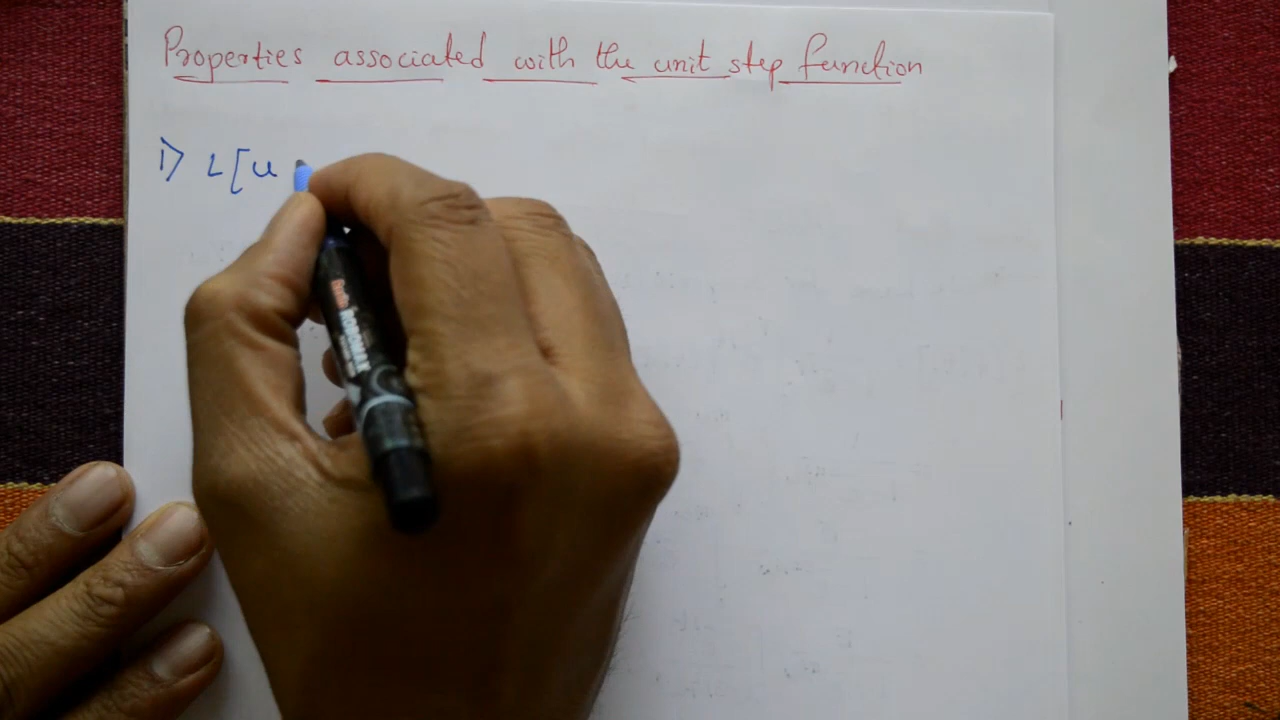 Properties associated with the unit step function
1) L[u